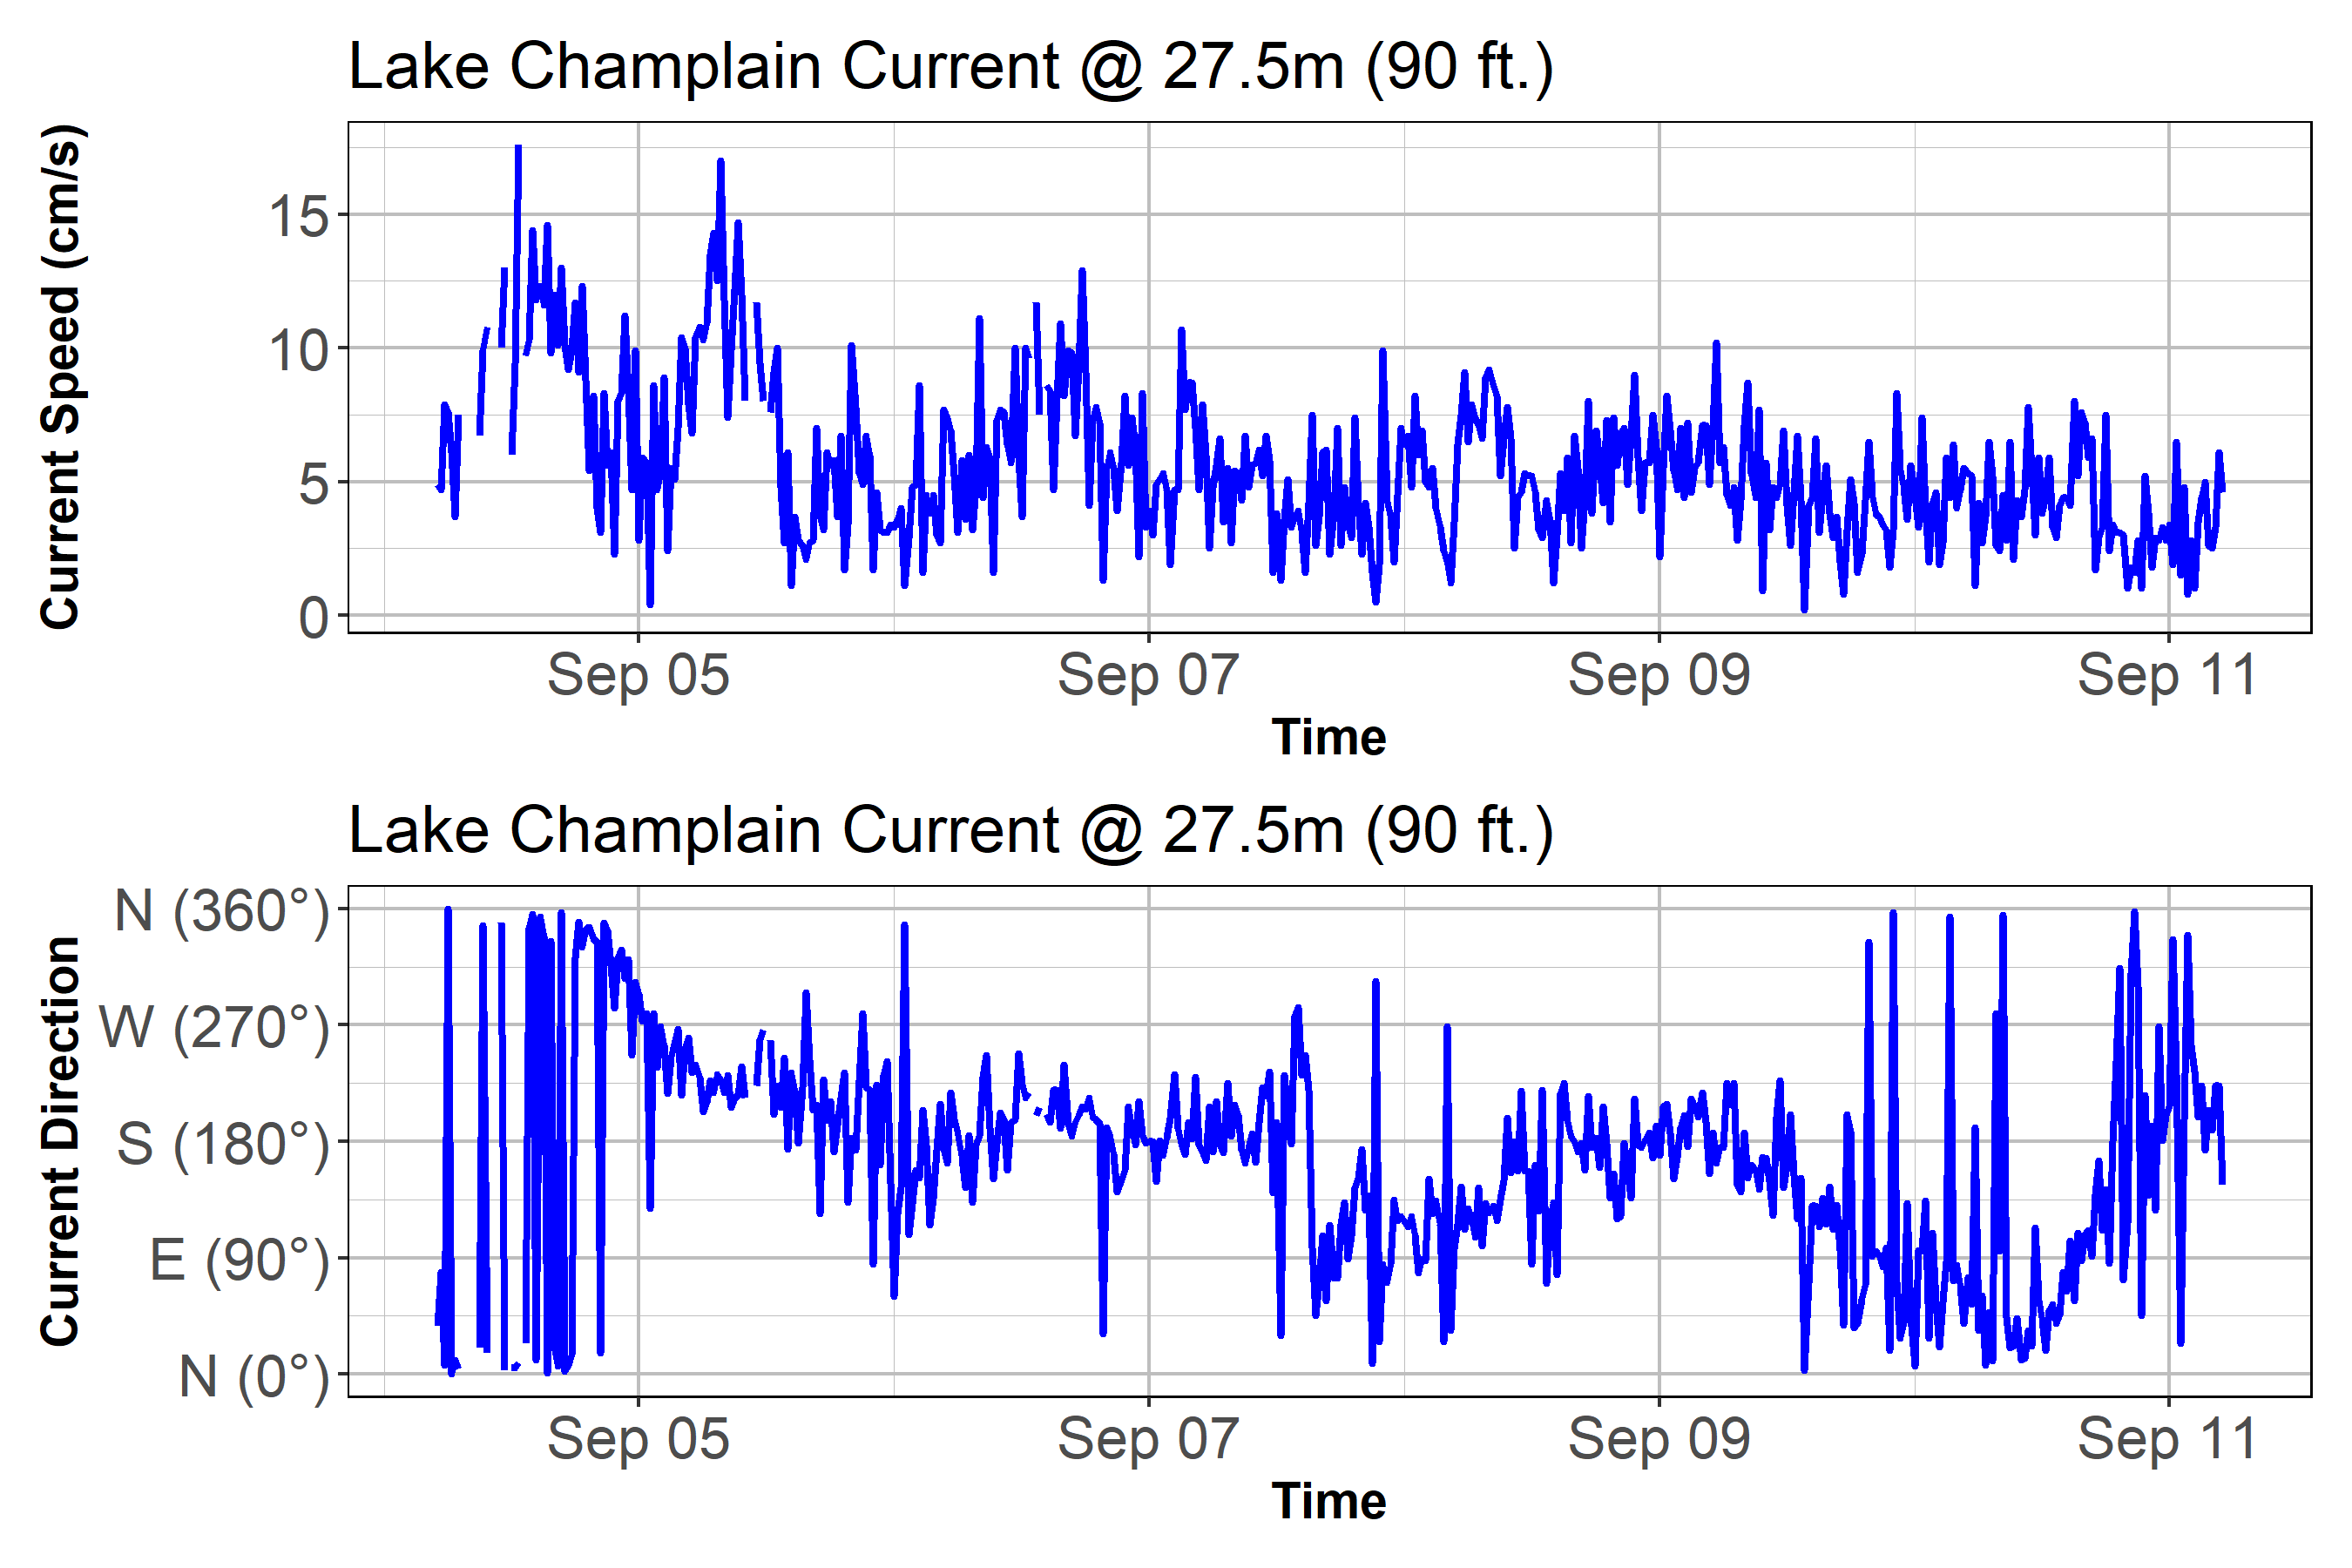 Lake Champlain Current @ 27.5m (90 ft.)
Current Speed (cm/s)
15
10
5
0
Sep 05 Sep 07 Sep 09 Sep 11
Time
Lake Champlain Current @ 27.5m (90 ft.)
Current Direction
N (360°)
W (270°)
S (180°)
E (90°)
N (0°)
Sep 05 Sep 07 Sep 09 Sep 11
Time